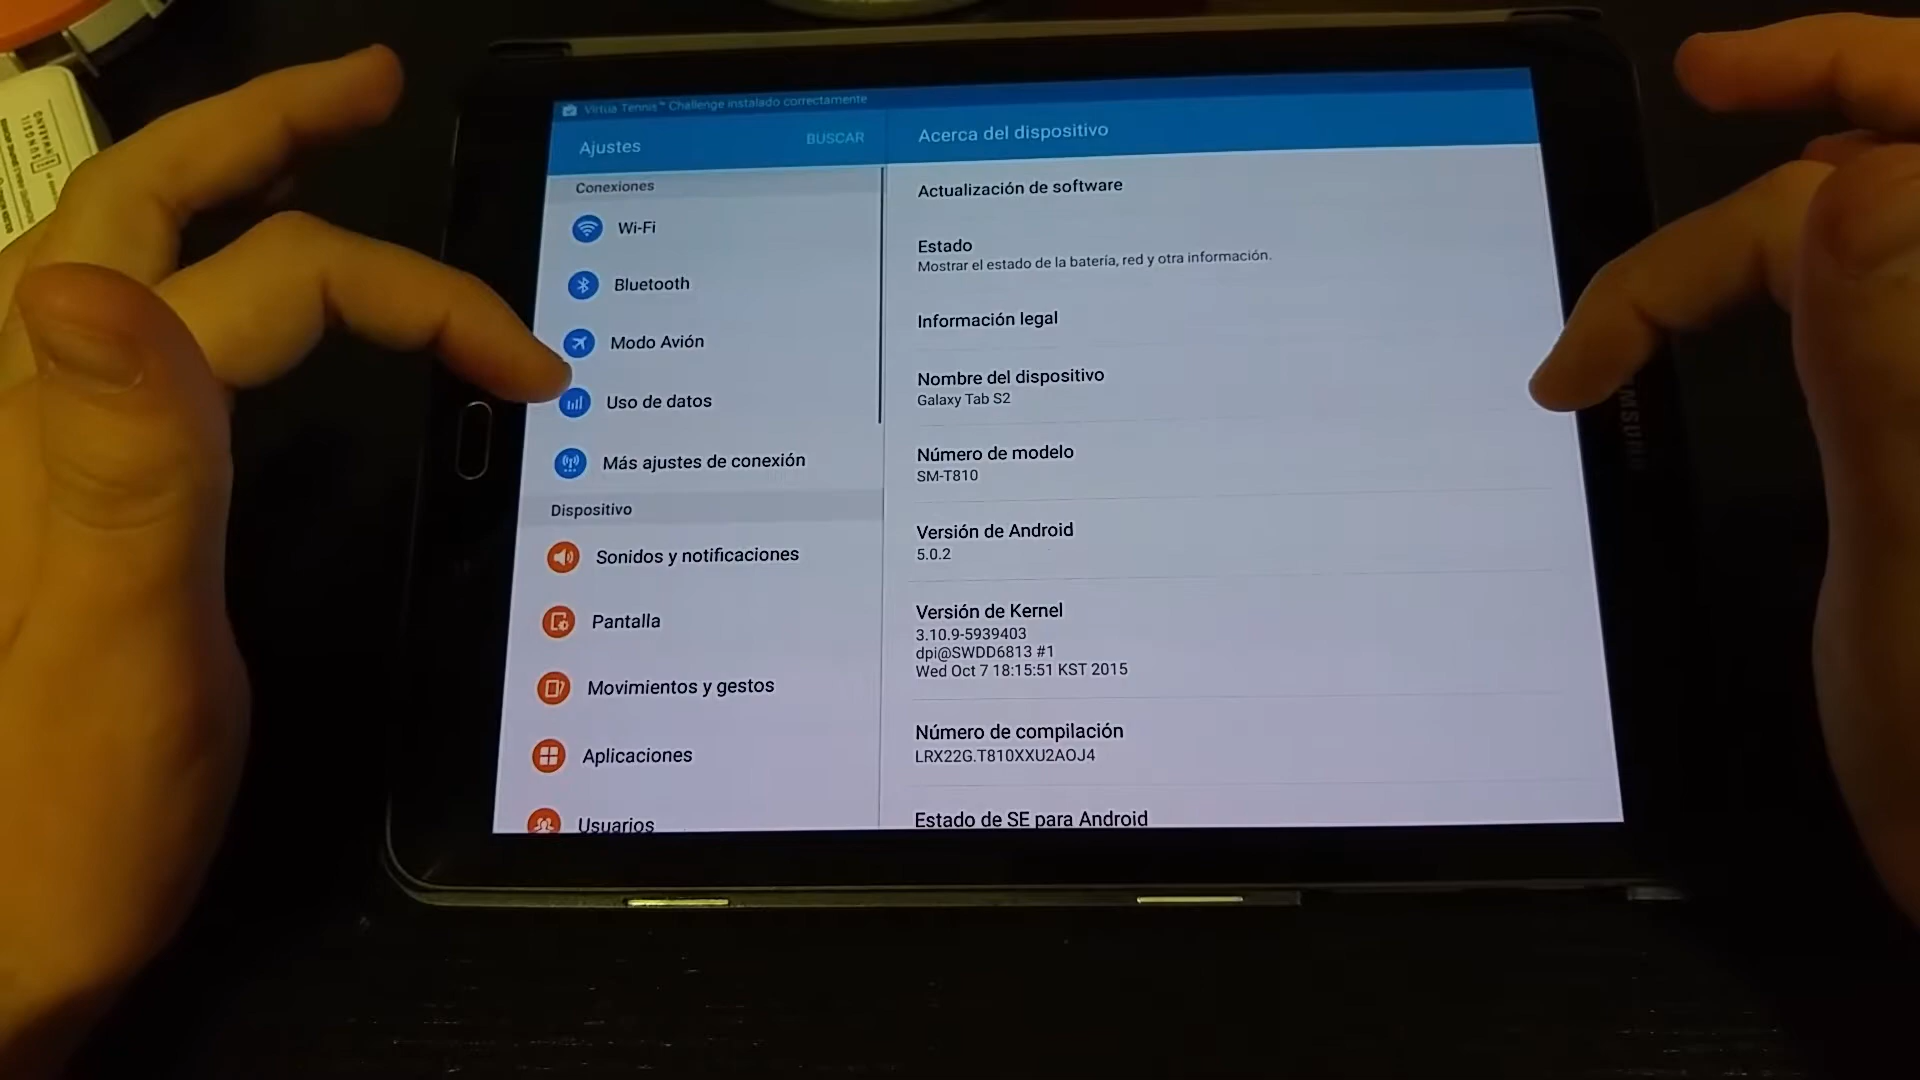 Virtua Tennis™ Challenge instalado correctamente
Ajustes
BUSCAR
Conexiones
Wi-Fi
Bluetooth
Modo Avión
Uso de datos
Más ajustes de conexión
Dispositivo
Sonidos y notificaciones
Pantalla
Movimientos y gestos
Aplicaciones
Usuarios
Acerca del dispositivo
Actualización de software
Estado
Mostrar el estado de la batería, red y otra información.
Información legal
Nombre del dispositivo
Galaxy Tab S2
Número de modelo
SM-T810
Versión de Android
5.0.2
Versión de Kernel
3.10.9-5939403
dpi@SWDD6813 #1
Wed Oct 7 18:15:51 KST 2015
Número de compilación
LRX22G.T810XXU2AOJ4
Estado de SE para Android
SUNGSIL
HWAKANG